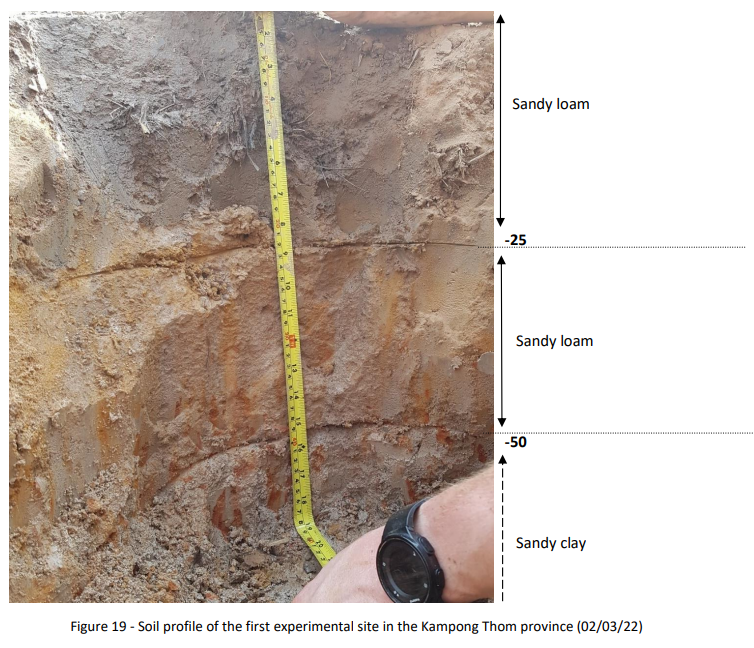 Sandy loam
-25
Sandy loam
-50
Sandy clay
Figure 19 - Soil profile of the first experimental site in the Kampong Thom province (02/03/22)